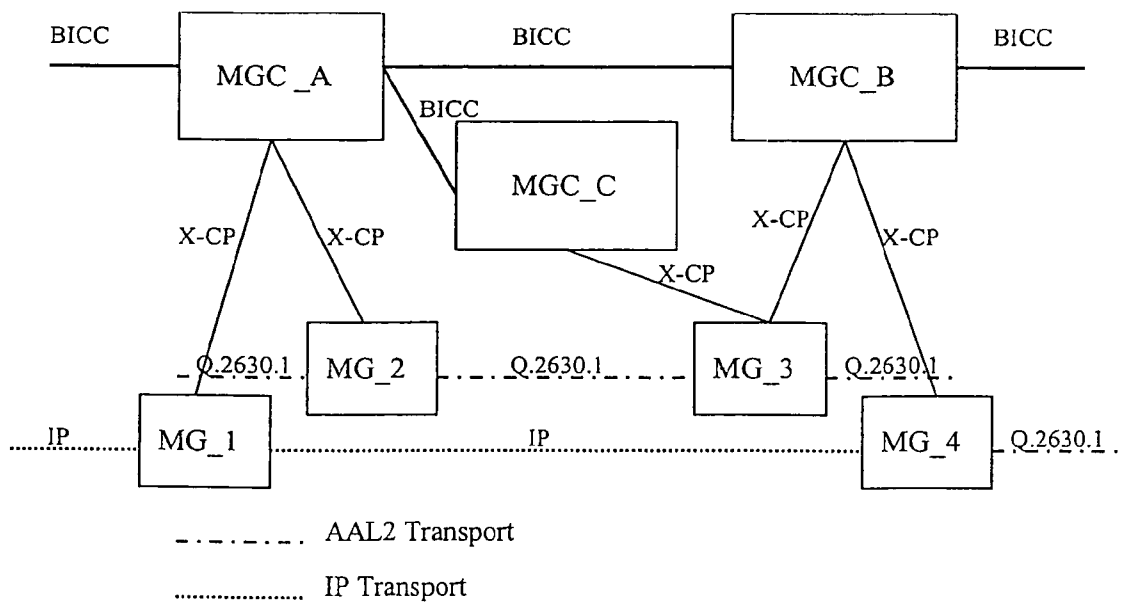 BICC
BICC
BICC
MGC_A
MGC_B
BICC
MGC_C
X-CP
X-CP
X-CP
X-CP
X-CP
Q.2630.1
MG_2
Q.2630.1
MG_3
Q.2630.1
IP
MG_1
IP
MG_4
Q.2630.1
AAL2 Transport
IP Transport